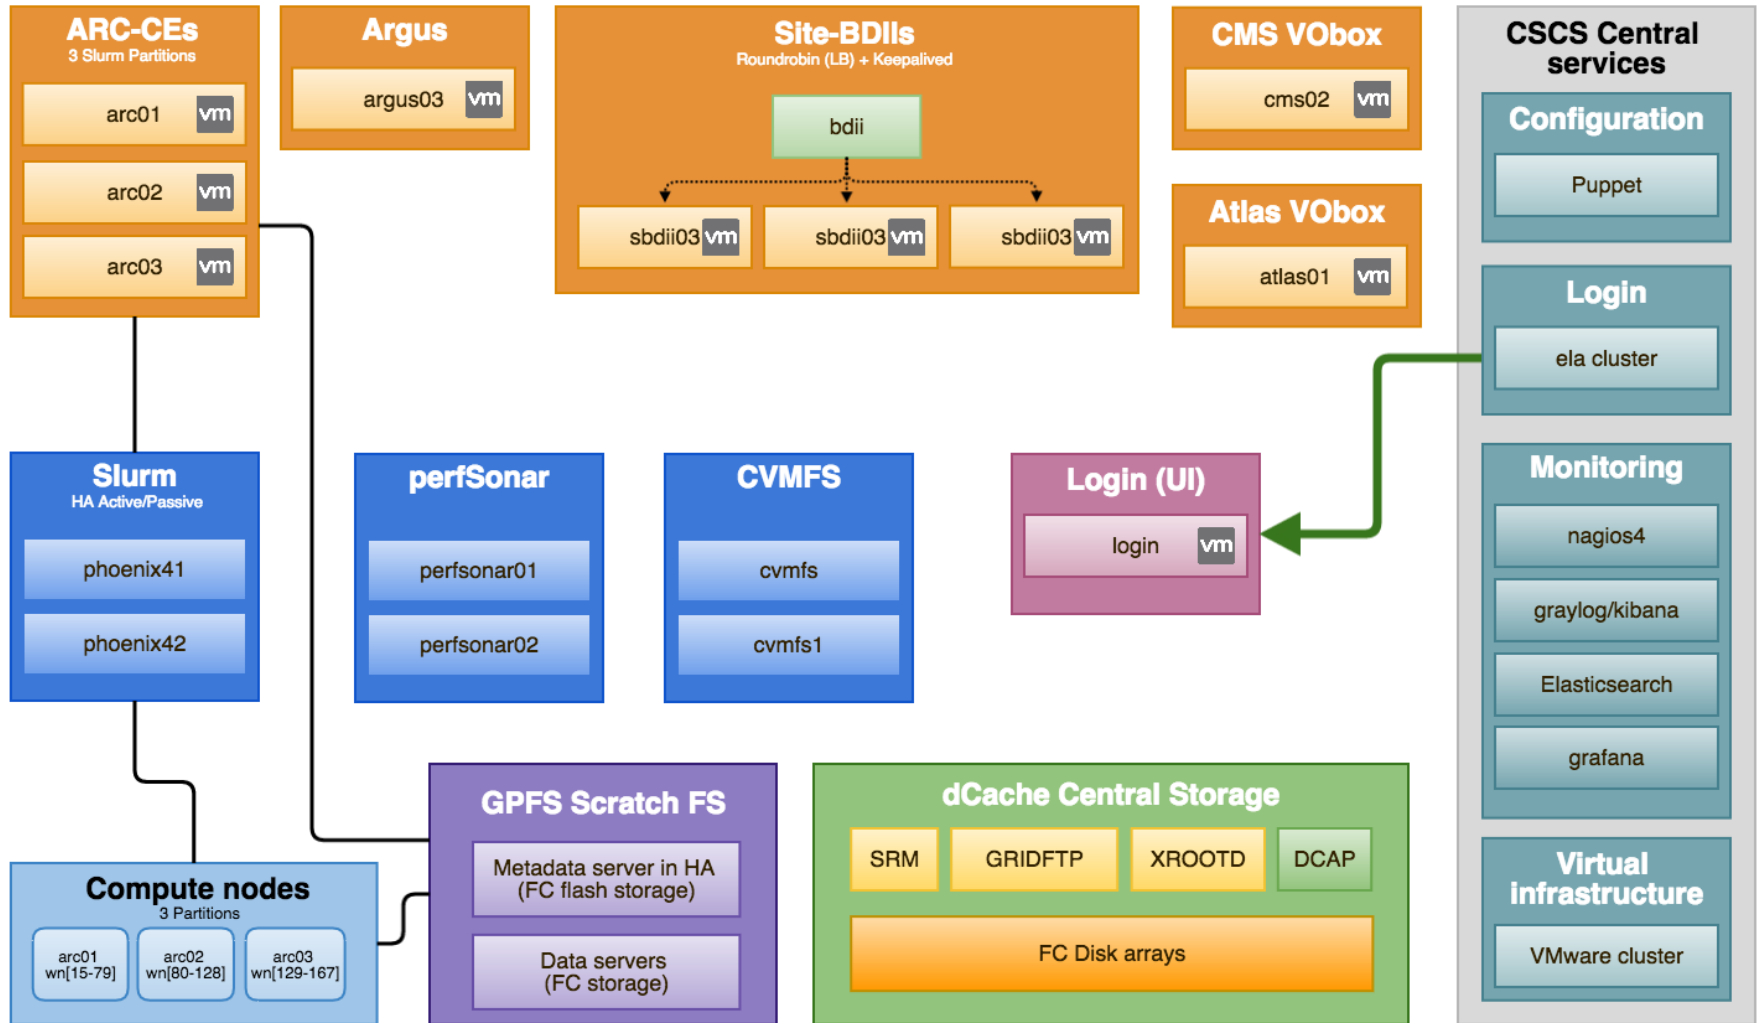 ARC-CEs
3 Slurm Partitions
arc01
vm
arc02
vm
arc03
vm
Argus
argus03
vm
Site-BDIIs
Roundrobin (LB) + Keepalived
bdii
sbdii03
vm
sbdii03
vm
sbdii03
vm
CMS VObox
cms02
vm
Atlas VObox
atlas01
vm
CSCS Central
services
Configuration
Puppet
Login
ela cluster
Monitoring
nagios4
graylog/kibana
Elasticsearch
grafana
Virtual
infrastructure
VMware cluster
Slurm
HA Active/Passive
phoenix41
phoenix42
perfSonar
perfsonar01
perfsonar02
CVMFS
cvmfs
cvmfs1
Login (UI)
login
vm
Compute nodes
3 Partitions
arc01
wn[15-79]
arc02
wn[80-128]
arc03
wn[129-167]
GPFS Scratch FS
Metadata server in HA
(FC flash storage)
Data servers
(FC storage)
dCache Central Storage
SRM
GRIDFTP
XROOTD
DCAP
FC Disk arrays